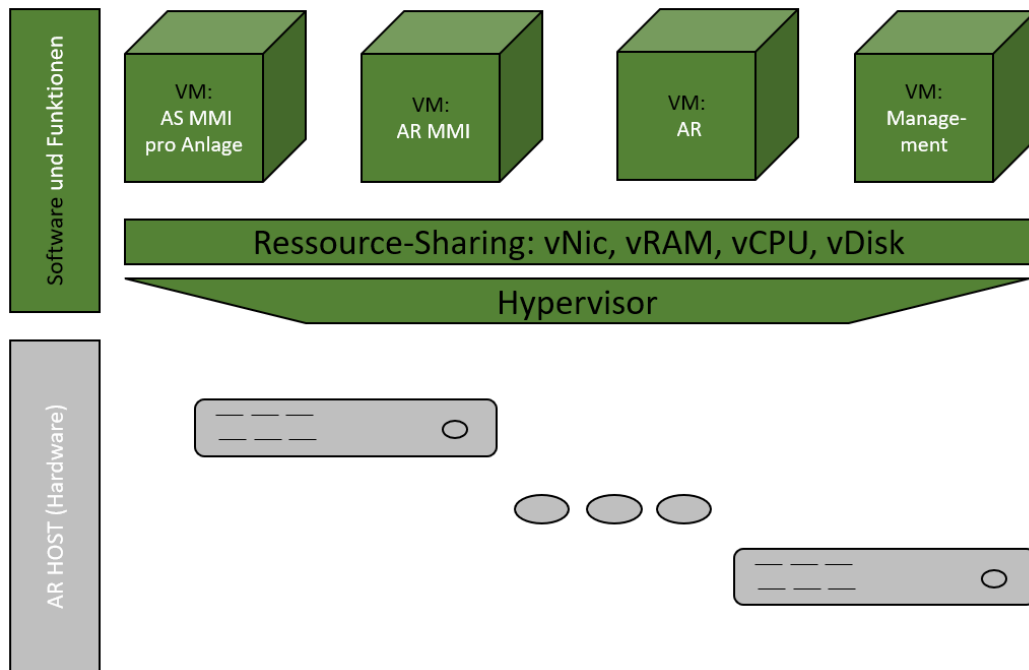 Software und Funktionen
VM:
AS MMI
pro Anlage
VM:
AR MMI
VM:
AR
VM:
Manage-
ment
Ressource-Sharing: vNic, vRAM, vCPU, vDisk
Hypervisor
AR HOST (Hardware)